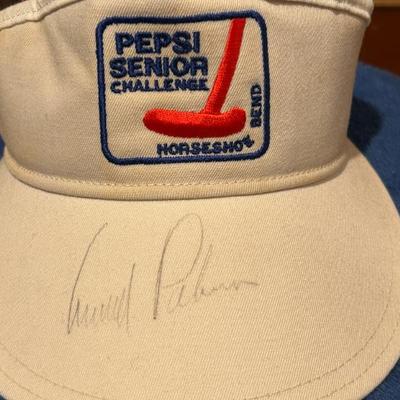 PEPSI
SENIOR
CHALLENGE
HORSESHOE BEND
Arnold Palmer